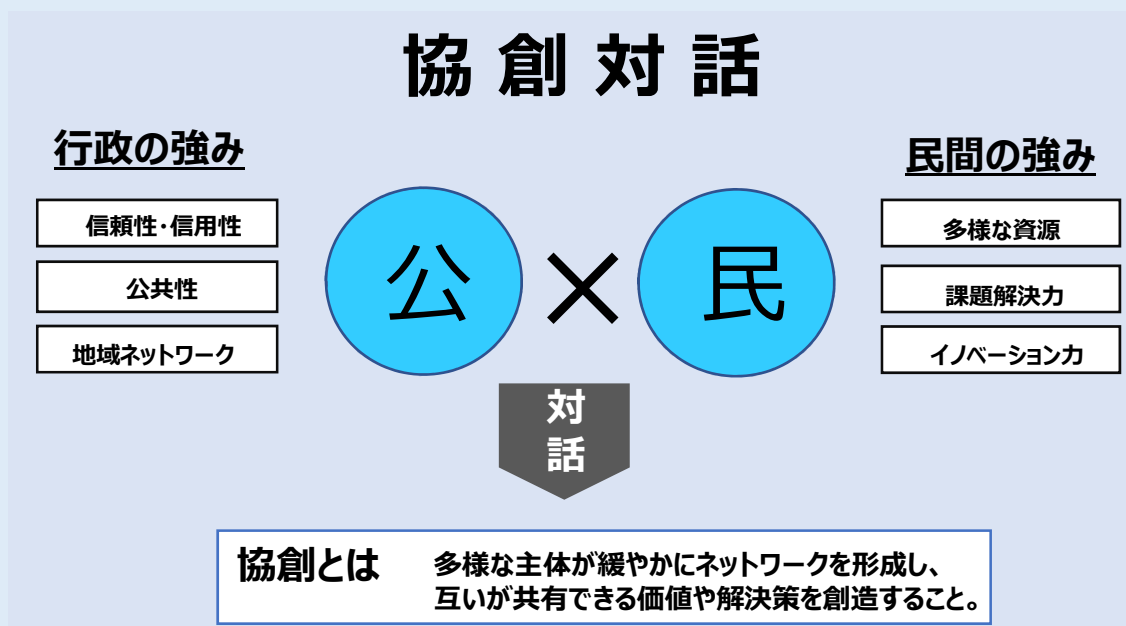 協創対話
行政の強み
信頼性・信用性
公共性
地域ネットワーク
公×民
民間の強み
多様な資源
課題解決力
イノベーション力
対
話
協創とは
多様な主体が緩やかにネットワークを形成し、
互いが共有できる価値や解決策を創造すること。